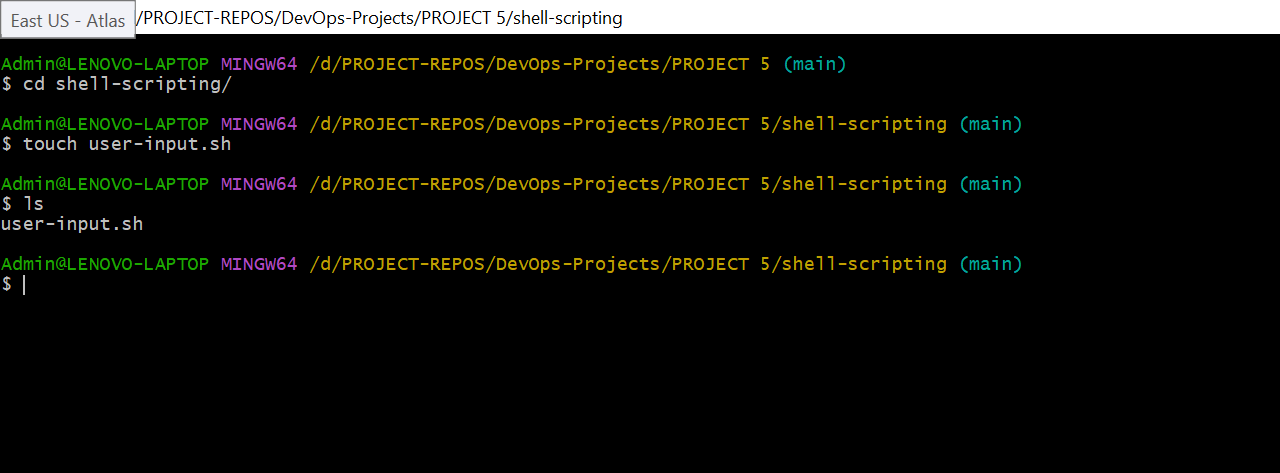 East US - Atlas /PROJECT-REPOS/DevOps-Projects/PROJECT 5/shell-scripting
Admin@LENOVO-LAPTOP MINGW64 /d/PROJECT-REPOS/DevOps-Projects/PROJECT 5 (main)
$ cd shell-scripting/
Admin@LENOVO-LAPTOP MINGW64 /d/PROJECT-REPOS/DevOps-Projects/PROJECT 5/shell-scripting (main)
$ touch user-input.sh
Admin@LENOVO-LAPTOP MINGW64 /d/PROJECT-REPOS/DevOps-Projects/PROJECT 5/shell-scripting (main)
$ ls
user-input.sh
Admin@LENOVO-LAPTOP MINGW64 /d/PROJECT-REPOS/DevOps-Projects/PROJECT 5/shell-scripting (main)
$